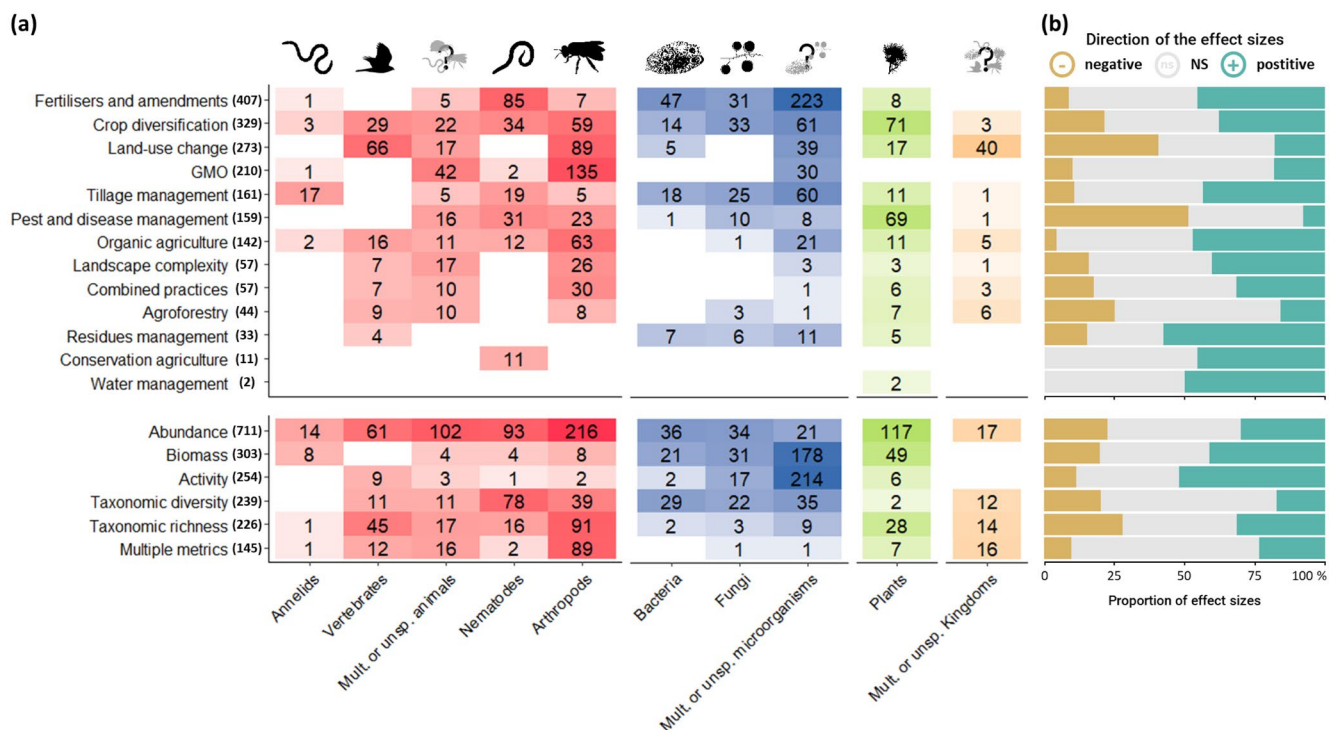 (a)
(b)
Direction of the effect sizes
- negative ns NS + postitive
? ? ?
Fertilisers and amendments (407) 1 5 85 7 47 31 223 8
Crop diversification (329) 3 29 22 34 59 14 33 61 71 3
Land-use change (273) 66 17 89 5 39 17 40
GMO (210) 1 42 2 135 30
Tillage management (161) 17 5 19 5 18 25 60 11 1
Pest and disease management (159) 16 31 23 1 10 8 69 1
Organic agriculture (142) 2 16 11 12 63 1 21 11 5
Landscape complexity (57) 7 17 26 3 3 1
Combined practices (57) 7 10 30 1 6 3
Agroforestry (44) 9 10 8 3 1 7 6
Residues management (33) 4 7 6 11 5
Conservation agriculture (11) 11
Water management (2) 2
Abundance (711) 14 61 102 93 216 36 34 21 117 17
Biomass (303) 8 4 4 8 21 31 178 49
Activity (254) 9 3 1 2 2 17 214 6
Taxonomic diversity (239) 11 11 78 39 29 22 35 2 12
Taxonomic richness (226) 1 45 17 16 91 2 3 9 28 14
Multiple metrics (145) 1 12 16 2 89 1 1 7 16
Annelids
Vertebrates
Mult. or unsp. animals
Nematodes
Arthropods
Bacteria
Fungi
Mult. or unsp. microorganisms
Plants
Mult. or unsp. Kingdoms
0 25 50 75 100 %
Proportion of effect sizes